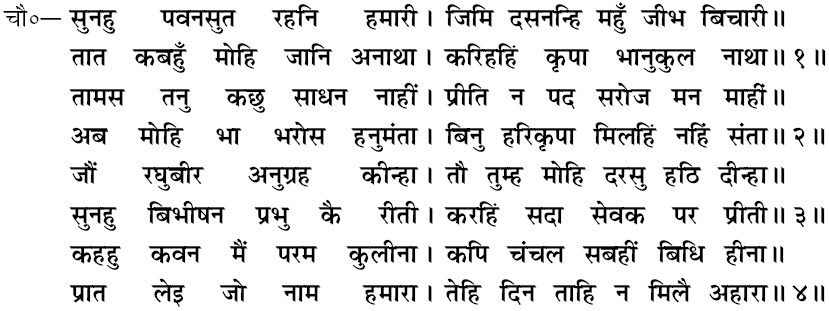 चौ०— सुनहु पवनसुत रहनि हमारी। जिमि दसनन्हि महुँ जीभ बिचारी॥
तात कबहुँ मोहि जानि अनाथा। करिहहिं कृपा भानुकुल नाथा॥ १॥
तामस तनु कछु साधन नाहीं। प्रीति न पद सरोज मन माहीं॥
अब मोहि भा भरोस हनुमंता। बिनु हरिकृपा मिलहिं नहिं संता॥ २॥
जौं रघुबीर अनुग्रह कीन्हा। तौ तुम्ह मोहि दरसु हठि दीन्हा॥
सुनहु बिभीषन प्रभु कै रीती। करहिं सदा सेवक पर प्रीती॥ ३॥
कहहु कवन मैं परम कुलीना। कपि चंचल सबहीं बिधि हीना॥
प्रात लेइ जो नाम हमारा। तेहि दिन ताहि न मिलै अहारा॥ ४॥